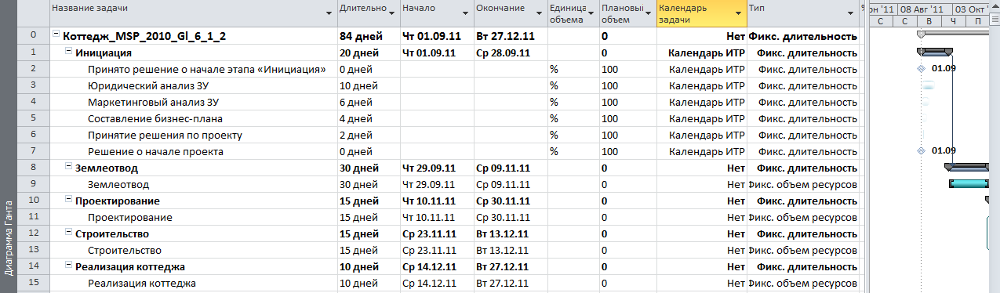 Название задачи Длительно Начало Окончание Единица объема Плановы объем Календарь задачи Тип % юн '11 08 Авг '11 03 Окт '
С С В Ч П
0 Коттедж_MSP_2010_Gl_6_1_2 84 дней Чт 01.09.11 Вт 27.12.11 0 Нет Фикс. длительность
1 Инициация 20 дней Чт 01.09.11 Ср 28.09.11 0 Календарь ИТР Фикс. длительность
2 Принято решение о начале этапа «Инициация» 0 дней % 100 Календарь ИТР Фикс. длительность 01.09
3 Юридический анализ ЗУ 10 дней % 100 Календарь ИТР Фикс. длительность
4 Маркетинговый анализ ЗУ 6 дней % 100 Календарь ИТР Фикс. длительность
5 Составление бизнес-плана 4 дней % 100 Календарь ИТР Фикс. длительность
6 Принятие решения по проекту 2 дней % 100 Календарь ИТР Фикс. длительность
7 Решение о начале проекта 0 дней % 100 Календарь ИТР Фикс. длительность 01.09
8 Землеотвод 30 дней Чт 29.09.11 Ср 09.11.11 0 Нет Фикс. длительность
9 Землеотвод 30 дней Чт 29.09.11 Ср 09.11.11 0 Нет Фикс. объем ресурсов
10 Проектирование 15 дней Чт 10.11.11 Ср 30.11.11 0 Нет Фикс. длительность
11 Проектирование 15 дней Чт 10.11.11 Ср 30.11.11 0 Нет Фикс. объем ресурсов
12 Строительство 15 дней Ср 23.11.11 Вт 13.12.11 0 Нет Фикс. длительность
13 Строительство 15 дней Ср 23.11.11 Вт 13.12.11 0 Нет Фикс. объем ресурсов
14 Реализация коттеджа 10 дней Ср 14.12.11 Вт 27.12.11 0 Нет Фикс. длительность
15 Реализация коттеджа 10 дней Ср 14.12.11 Вт 27.12.11 0 Нет Фикс. объем ресурсов
Диаграмма Ганта